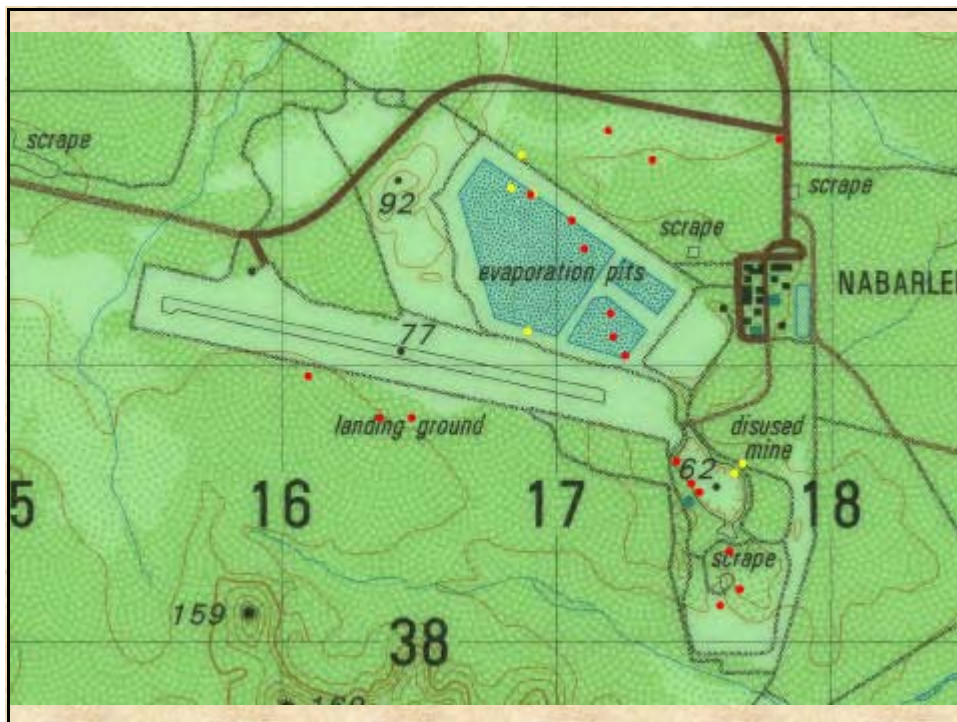 scrape
92
scrape
scrape
evaporation pits
NABARLE
77
landing ground
disused
mine
62
5
16
17
18
scrape
159
38